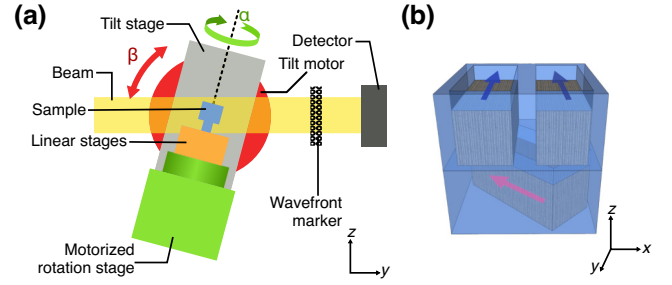 (a)
α
Tilt stage
Detector
β
Tilt motor
Beam
Sample
Linear stages
Wavefront
marker
Motorized
rotation stage
z
y
(b)
z
x
y